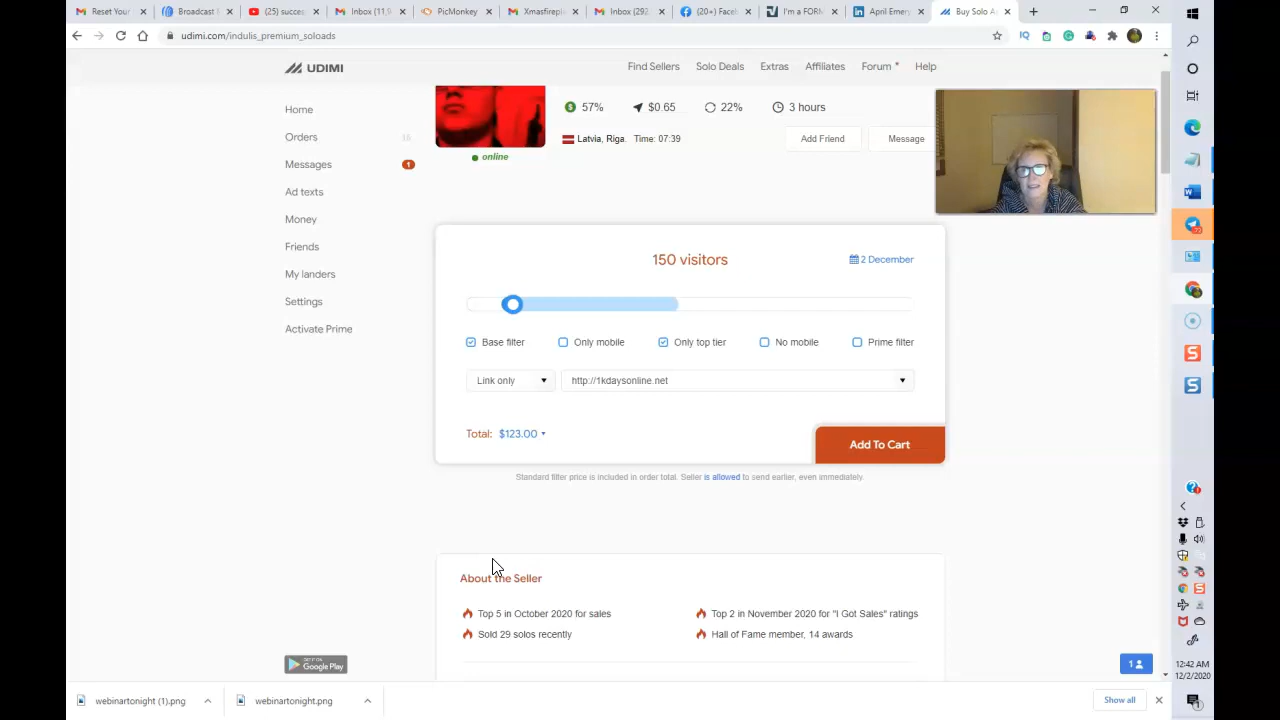 Reset Your
Broadcast M
(25) succes
Inbox (11,9
PicMonkey
Xmasfirepl
Inbox (292
(20+) Faceb
I'm a FORM
April Emerg
Buy Solo A
udimi.com/indulis_premium_soloads
UDIMI
Find Sellers
Solo Deals
Extras
Affiliates
Forum
Help
57%
$0.65
22%
3 hours
Latvia, Riga. Time: 07:39
Add Friend
Message
online
Home
Orders 16
Messages 1
Ad texts
Money
Friends
My landers
Settings
Activate Prime
150 visitors
2 December
Base filter
Only mobile
Only top tier
No mobile
Prime filter
Link only
http://1kdaysonline.net
Total: $123.00
Add To Cart
Standard filter price is included in order total. Seller is allowed to send earlier, even immediately.
About the Seller
Top 5 in October 2020 for sales
Top 2 in November 2020 for "I Got Sales" ratings
Sold 29 solos recently
Hall of Fame member, 14 awards
Google Play
1
webinartonight (1).png
webinartonight.png
Show all
12:42 AM
12/2/2020